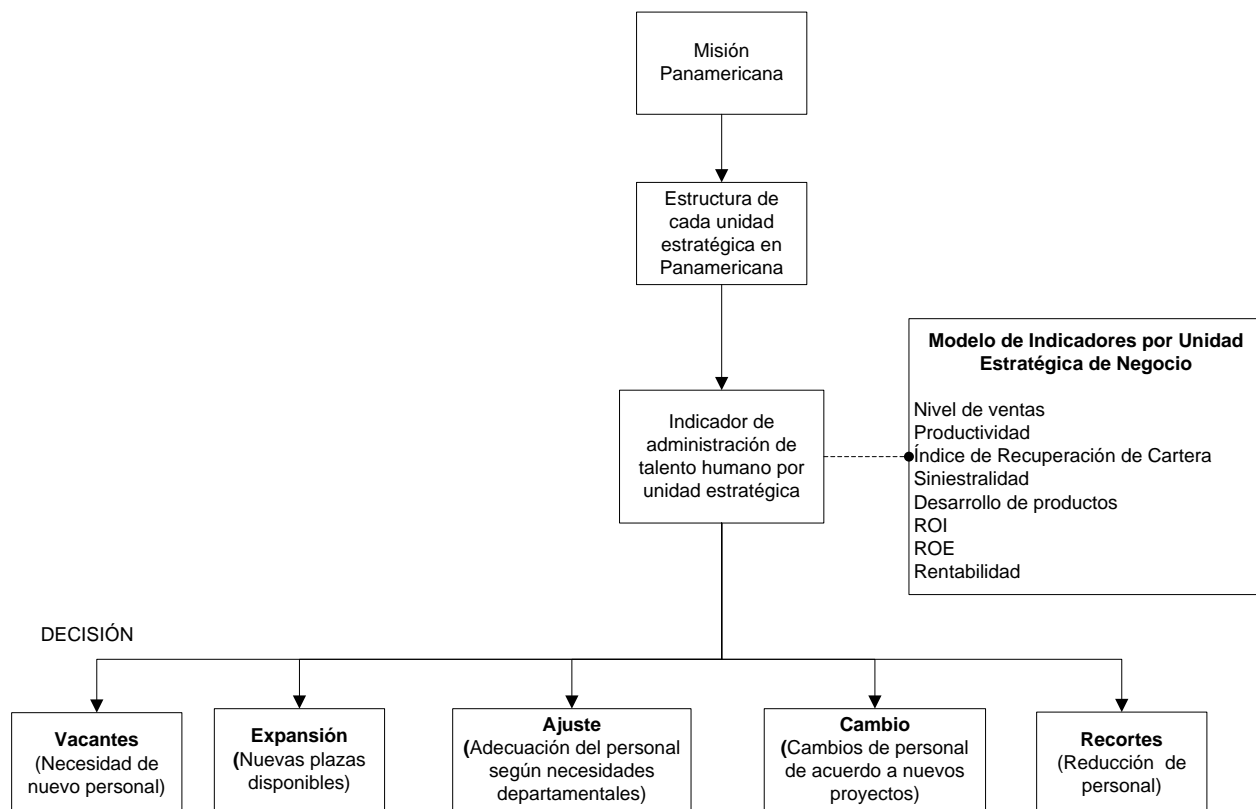 Misión
Panamericana
Estructura de
cada unidad
estratégica en
Panamericana
Modelo de Indicadores por Unidad
Estratégica de Negocio
Nivel de ventas
Productividad
Índice de Recuperación de Cartera
Siniestralidad
Desarrollo de productos
ROI
ROE
Rentabilidad
Indicador de
administración de
talento humano por
unidad estratégica
DECISIÓN
Vacantes
(Necesidad de
nuevo personal)
Expansión
(Nuevas plazas
disponibles)
Ajuste
(Adecuación del personal
según necesidades
departamentales)
Cambio
(Cambios de personal
de acuerdo a nuevos
proyectos)
Recortes
(Reducción de
personal)